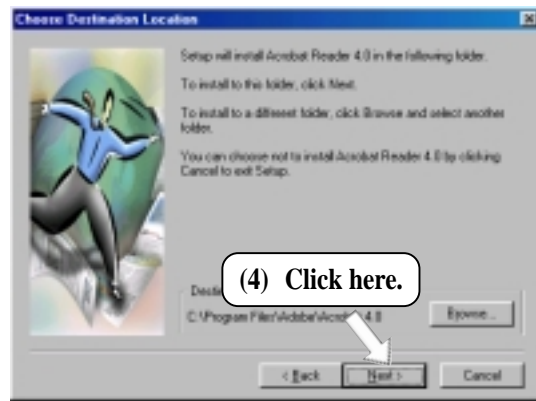 Choose Destination Location
Setup will install Acrobat Reader 4.0 in the following folder.
To install to this folder, click Next.
To install to a different folder, click Browse and select another
folder.
You can choose not to install Acrobat Reader 4.0 by clicking
Cancel to exit Setup.
(4) Click here.
C:\Program Files\Adobe\Acrobat 4.0
Browse...
< Back
Next >
Cancel